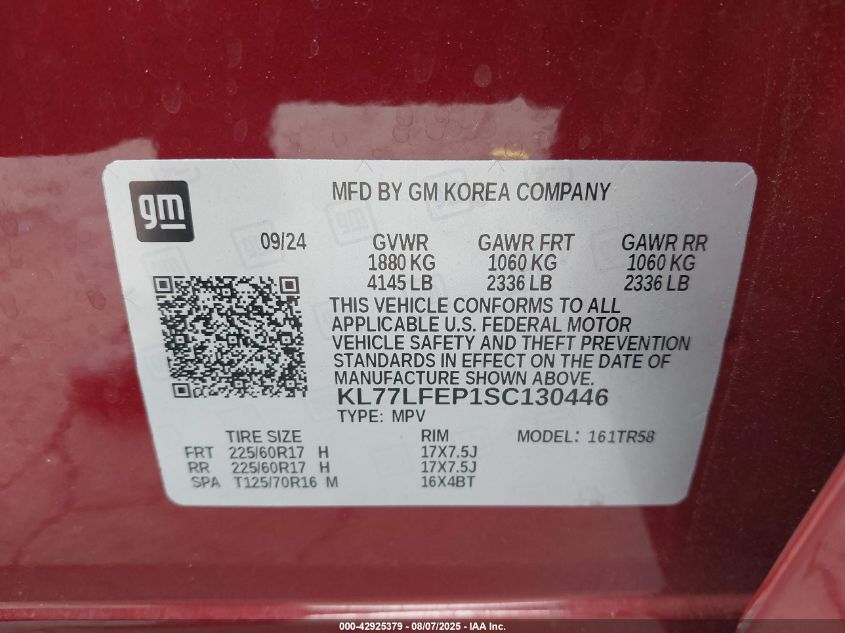 gm
MFD BY GM KOREA COMPANY
09/24 GVWR GAWR FRT GAWR RR
1880 KG 1060 KG 1060 KG
4145 LB 2336 LB 2336 LB
THIS VEHICLE CONFORMS TO ALL
APPLICABLE U.S. FEDERAL MOTOR
VEHICLE SAFETY AND THEFT PREVENTION
STANDARDS IN EFFECT ON THE DATE OF
MANUFACTURE SHOWN ABOVE.
KL77LFEP1SC130446
TYPE: MPV
TIRE SIZE RIM MODEL: 161TR58
FRT 225/60R17 H 17X7.5J
RR 225/60R17 H 17X7.5J
SPA T125/70R16 M 16X4BT
000-42925379 - 08/07/2025 - IAA Inc.